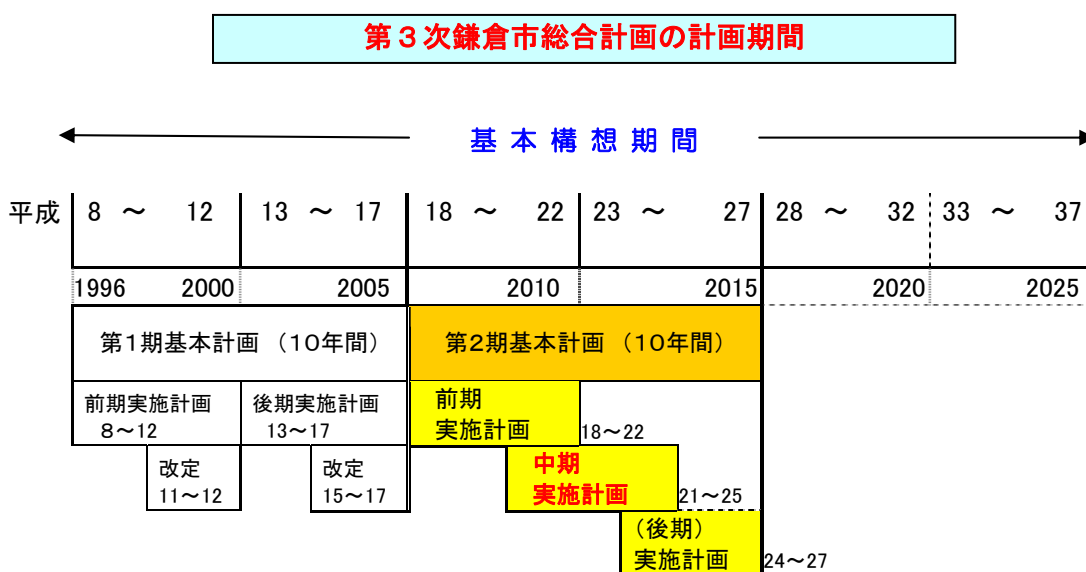 第３次鎌倉市総合計画の計画期間
基 本 構 想 期 間
平成 8 ～ 12 13 ～ 17 18 ～ 22 23 ～ 27 28 ～ 32 33 ～ 37
1996 2000 2005 2010 2015 2020 2025
第1期基本計画 （10年間） 第2期基本計画 （10年間）
前期実施計画
8～12
後期実施計画
13～17
前期
実施計画
18～22
改定
11～12
改定
15～17
中期
実施計画
21～25
（後期）
実施計画
24～27